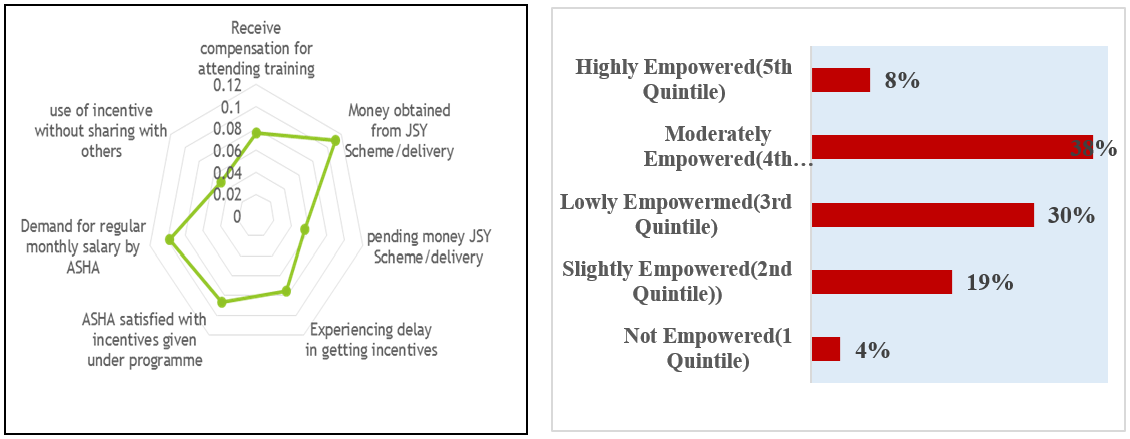 Receive
compensation for
attending training
0.12
0.1
0.08
0.06
0.04
0.02
0
Money obtained
from JSY
Scheme/delivery
pending money JSY
Scheme/delivery
Experiencing delay
in getting incentives
ASHA satisfied with
incentives given
under programme
Demand for regular
monthly salary by
ASHA
use of incentive
without sharing with
others
Highly Empowered(5th
Quintile)
8%
Moderately
Empowered(4th…
38%
Lowly Empowermed(3rd
Quintile)
30%
Slightly Empowered(2nd
Quintile))
19%
Not Empowered(1
Quintile)
4%